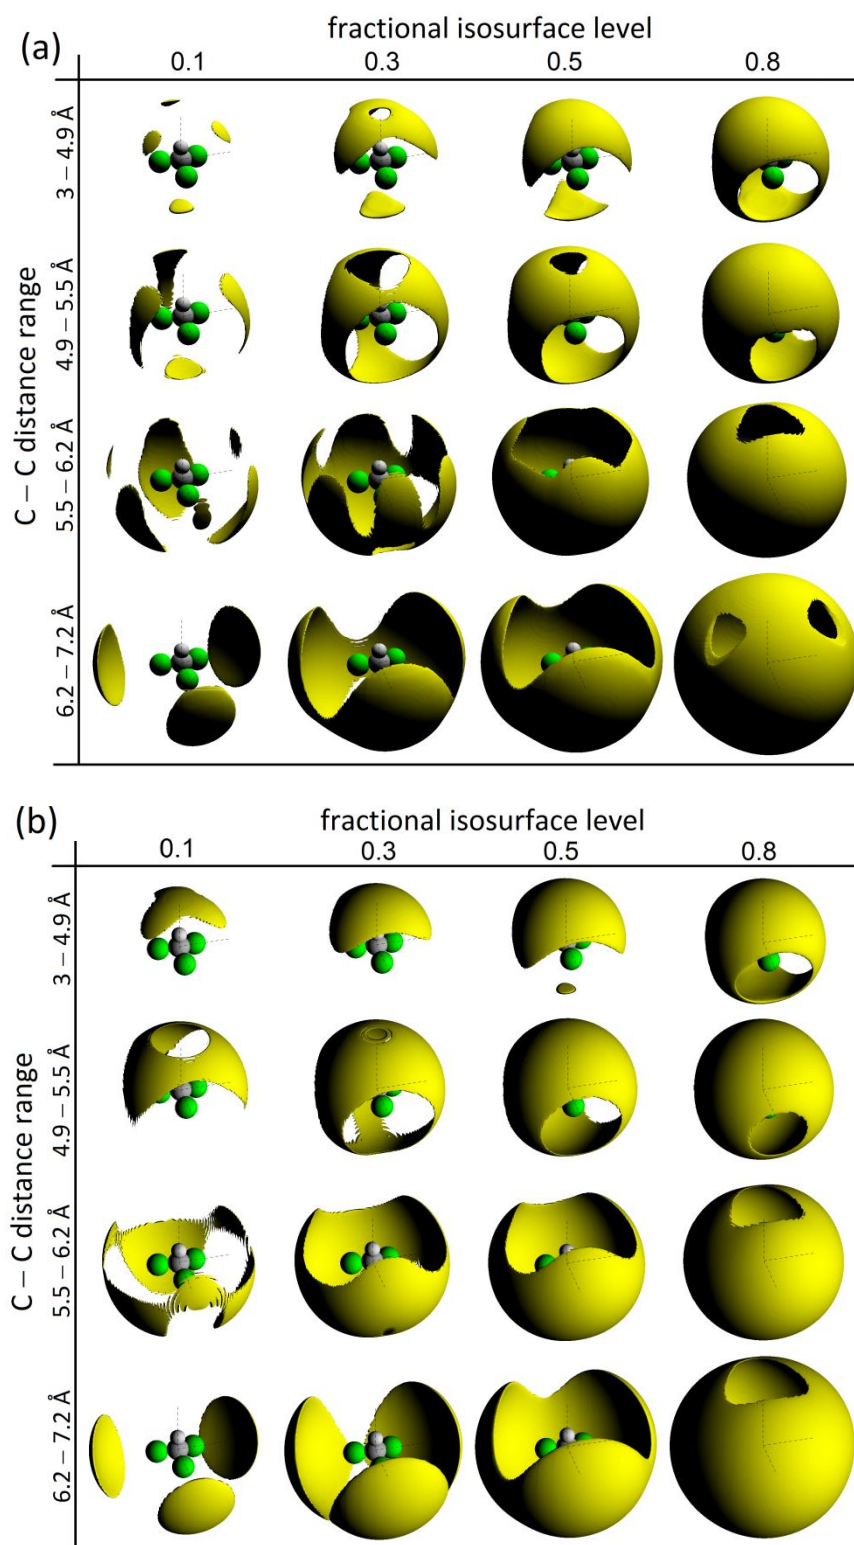 (a)
fractional isosurface level
0.1 0.3 0.5 0.8
C – C distance range
3 – 4.9 Å
4.9 – 5.5 Å
5.5 – 6.2 Å
6.2 – 7.2 Å
(b)
fractional isosurface level
0.1 0.3 0.5 0.8
C – C distance range
3 – 4.9 Å
4.9 – 5.5 Å
5.5 – 6.2 Å
6.2 – 7.2 Å